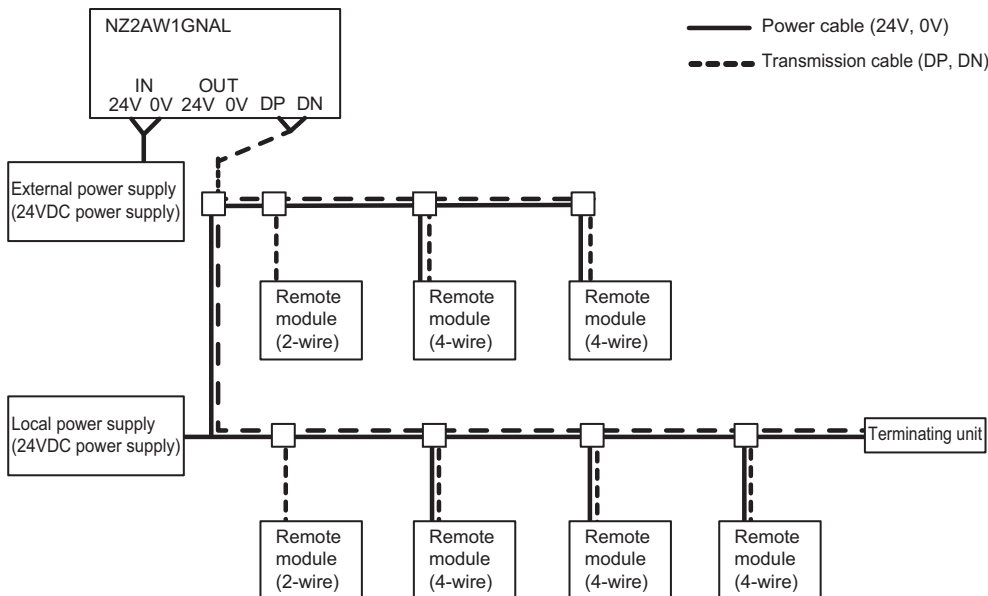 NZ2AW1GNAL
IN OUT
24V 0V 24V 0V DP DN
Power cable (24V, 0V)
Transmission cable (DP, DN)
External power supply
(24VDC power supply)
Remote
module
(2-wire)
Remote
module
(4-wire)
Remote
module
(4-wire)
Local power supply
(24VDC power supply)
Terminating unit
Remote
module
(2-wire)
Remote
module
(4-wire)
Remote
module
(4-wire)
Remote
module
(4-wire)